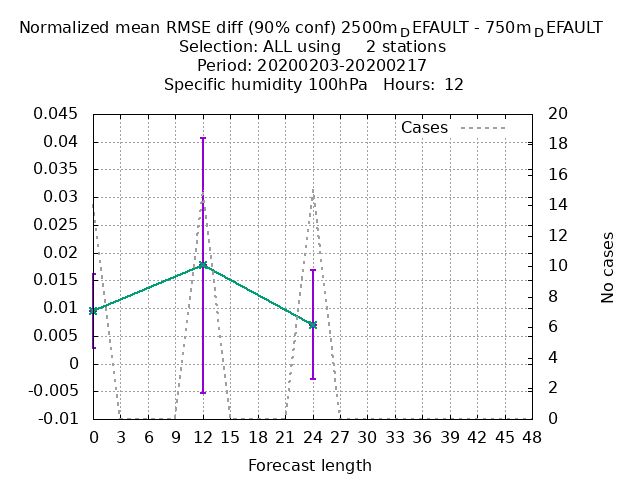 Normalized mean RMSE diff (90% conf) 2500m_DEFAULT - 750m_DEFAULT
Selection: ALL using     2 stations
Period: 20200203-20200217
Specific humidity 100hPa   Hours: 12
Cases
0.045
0.04
0.035
0.03
0.025
0.02
0.015
0.01
0.005
0
-0.005
-0.01
20
18
16
14
12
10
8
6
4
2
0
No cases
0 3 6 9 12 15 18 21 24 27 30 33 36 39 42 45 48
Forecast length